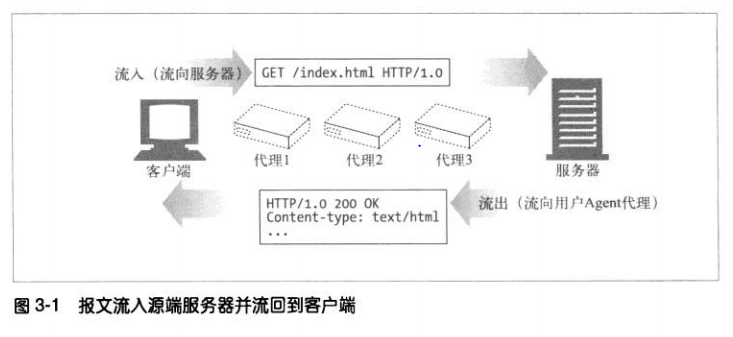 流入（流向服务器）
GET /index.html HTTP/1.0
客户端
代理1
代理2
代理3
服务器
HTTP/1.0 200 OK
Content-type: text/html
...
流出（流向用户Agent代理）
图 3-1 报文流入源端服务器并流回到客户端